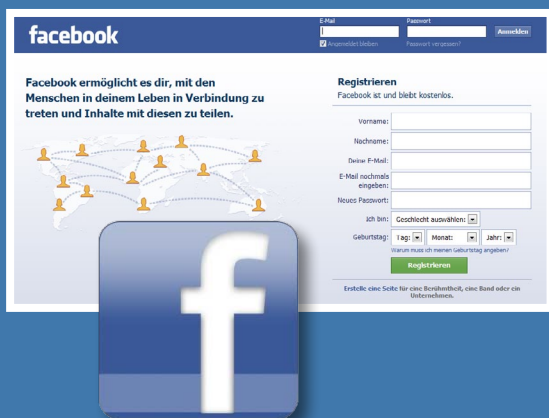 facebook
E-Mail
Passwort
Anmelden
Angemeldet bleiben
Passwort vergessen?
Facebook ermöglicht es dir, mit den
Menschen in deinem Leben in Verbindung zu
treten und Inhalte mit diesen zu teilen.
Registrieren
Facebook ist und bleibt kostenlos.
Vorname:
Nachname:
Deine E-Mail:
E-Mail nochmals
eingeben:
Neues Passwort:
Ich bin: Geschlecht auswählen:
Geburtstag: Tag: Monat: Jahr:
Warum muss ich meinen Geburtstag angeben?
Registrieren
Erstelle eine Seite für eine Berühmtheit, eine Band oder ein
Unternehmen.
f